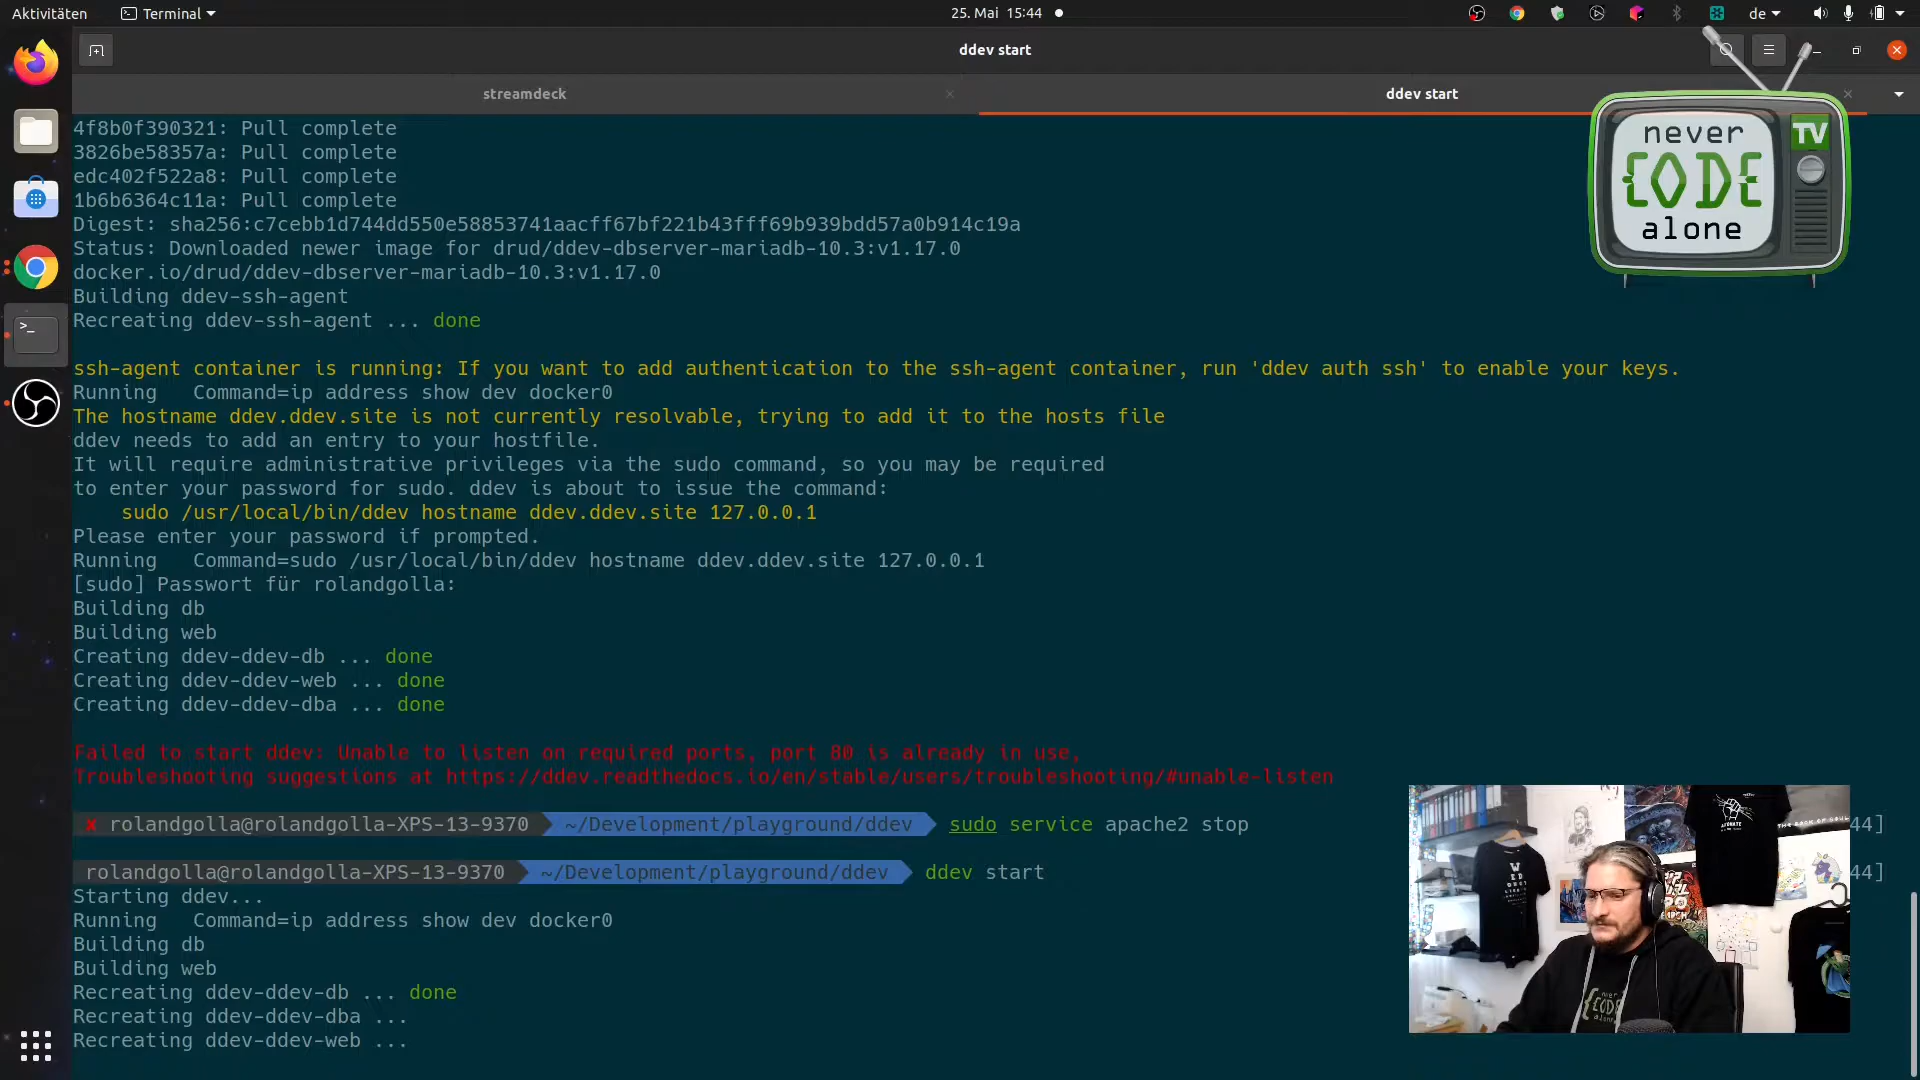 Aktivitäten
Terminal
25. Mai 15:44
de
ddev start
streamdeck
ddev start
4f8b0f390321: Pull complete
3826be58357a: Pull complete
edc402f522a8: Pull complete
1b6b6364c11a: Pull complete
Digest: sha256:c7cebb1d744dd550e58853741aacff67bf221b43fff69b939bdd57a0b914c19a
Status: Downloaded newer image for drud/ddev-dbserver-mariadb-10.3:v1.17.0
docker.io/drud/ddev-dbserver-mariadb-10.3:v1.17.0
Building ddev-ssh-agent
Recreating ddev-ssh-agent ... done
never
TV
{CODE
alone
ssh-agent container is running: If you want to add authentication to the ssh-agent container, run 'ddev auth ssh' to enable your keys.
Running Command=ip address show dev docker0
The hostname ddev.ddev.site is not currently resolvable, trying to add it to the hosts file
ddev needs to add an entry to your hostfile.
It will require administrative privileges via the sudo command, so you may be required
to enter your password for sudo. ddev is about to issue the command:
sudo /usr/local/bin/ddev hostname ddev.ddev.site 127.0.0.1
Please enter your password if prompted.
Running Command=sudo /usr/local/bin/ddev hostname ddev.ddev.site 127.0.0.1
[sudo] Passwort für rolandgolla:
Building db
Building web
Creating ddev-ddev-db ... done
Creating ddev-ddev-web ... done
Creating ddev-ddev-dba ... done
Failed to start ddev: Unable to listen on required ports, port 80 is already in use,
Troubleshooting suggestions at https://ddev.readthedocs.io/en/stable/users/troubleshooting/#unable-listen
✘ rolandgolla@rolandgolla-XPS-13-9370 ~/Development/playground/ddev sudo service apache2 stop 44]
rolandgolla@rolandgolla-XPS-13-9370 ~/Development/playground/ddev ddev start 44]
Starting ddev...
Running Command=ip address show dev docker0
Building db
Building web
Recreating ddev-ddev-db ... done
Recreating ddev-ddev-dba ...
Recreating ddev-ddev-web ...